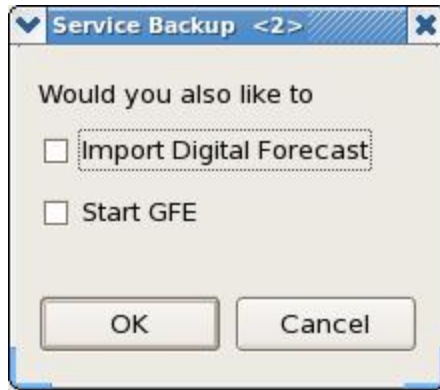 Service Backup <2>
Would you also like to
Import Digital Forecast
Start GFE
OK Cancel